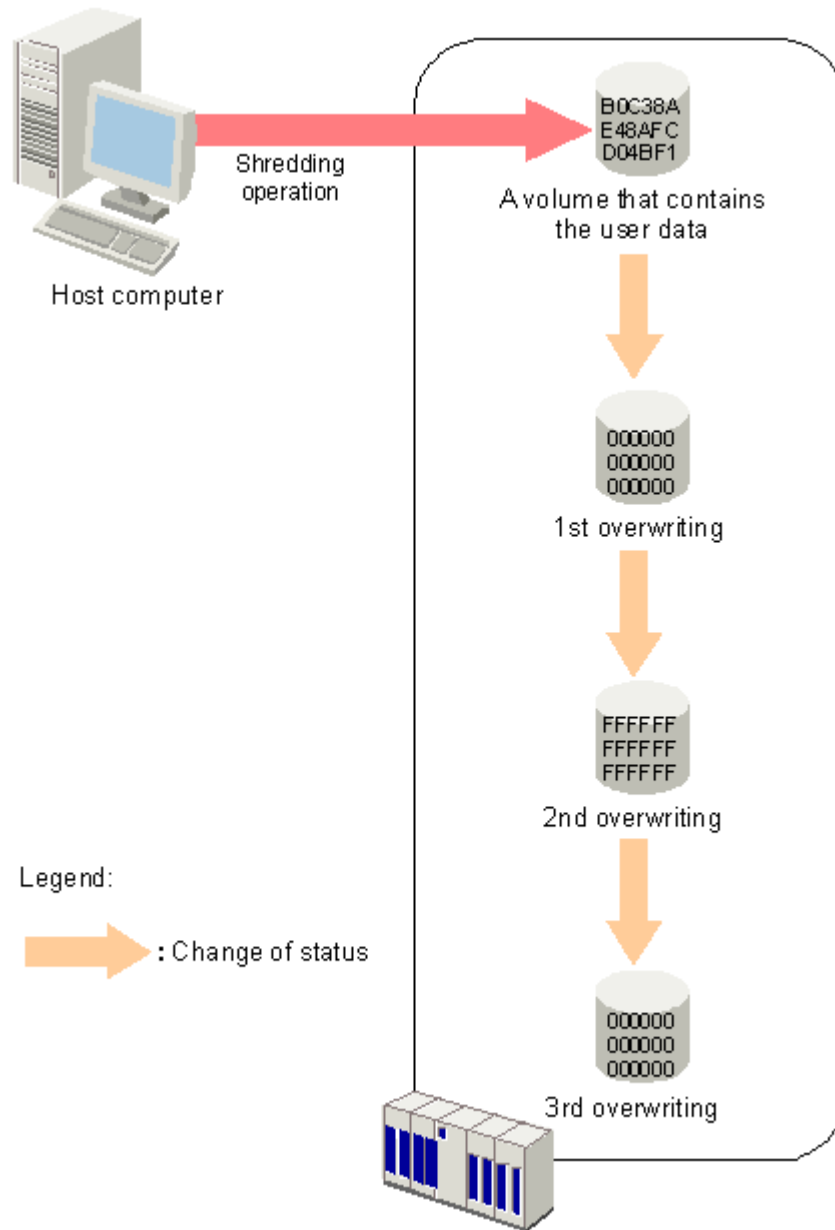 B0C38A
E48AFC
D04BF1
Shredding
operation
A volume that contains
the user data
Host computer
000000
000000
000000
1st overwriting
FFFFFF
FFFFFF
FFFFFF
2nd overwriting
Legend:
: Change of status
000000
000000
000000
3rd overwriting